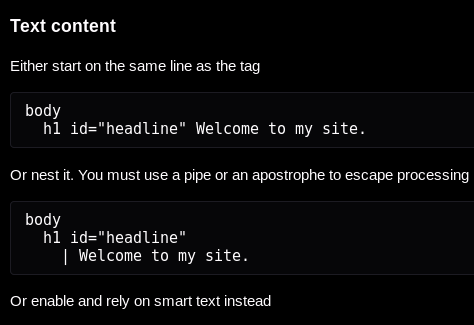 Text content
Either start on the same line as the tag
body
  h1 id="headline" Welcome to my site.
Or nest it. You must use a pipe or an apostrophe to escape processing
body
  h1 id="headline"
    | Welcome to my site.
Or enable and rely on smart text instead